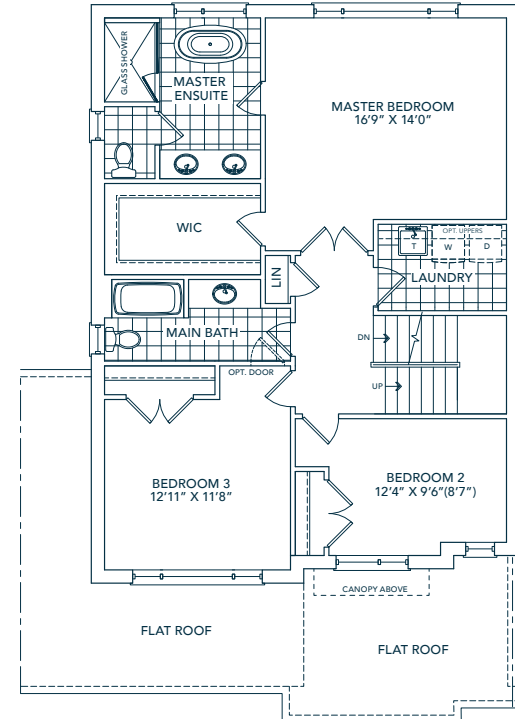 GLASS SHOWER
MASTER
ENSUITE
MASTER BEDROOM
16'9” X 14'0”
WIC
OPT. UPPERS
T
W
D
LAUNDRY
LIN
MAIN BATH
OPT. DOOR
DN
UP
BEDROOM 3
12'11” X 11'8”
BEDROOM 2
12'4” X 9'6”(8'7”)
CANOPY ABOVE
FLAT ROOF
FLAT ROOF